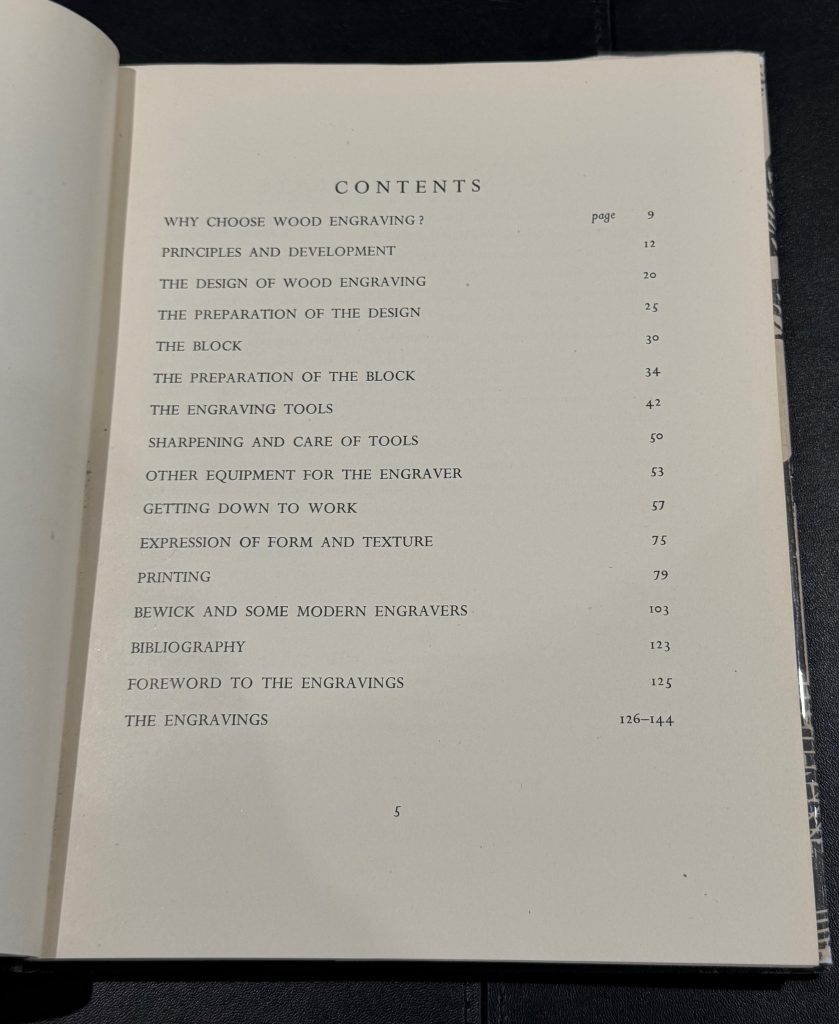 CONTENTS
WHY CHOOSE WOOD ENGRAVING? page 9
PRINCIPLES AND DEVELOPMENT 12
THE DESIGN OF WOOD ENGRAVING 20
THE PREPARATION OF THE DESIGN 25
THE BLOCK 30
THE PREPARATION OF THE BLOCK 34
THE ENGRAVING TOOLS 42
SHARPENING AND CARE OF TOOLS 50
OTHER EQUIPMENT FOR THE ENGRAVER 53
GETTING DOWN TO WORK 57
EXPRESSION OF FORM AND TEXTURE 75
PRINTING 79
BEWICK AND SOME MODERN ENGRAVERS 103
BIBLIOGRAPHY 123
FOREWORD TO THE ENGRAVINGS 125
THE ENGRAVINGS 126–144
5